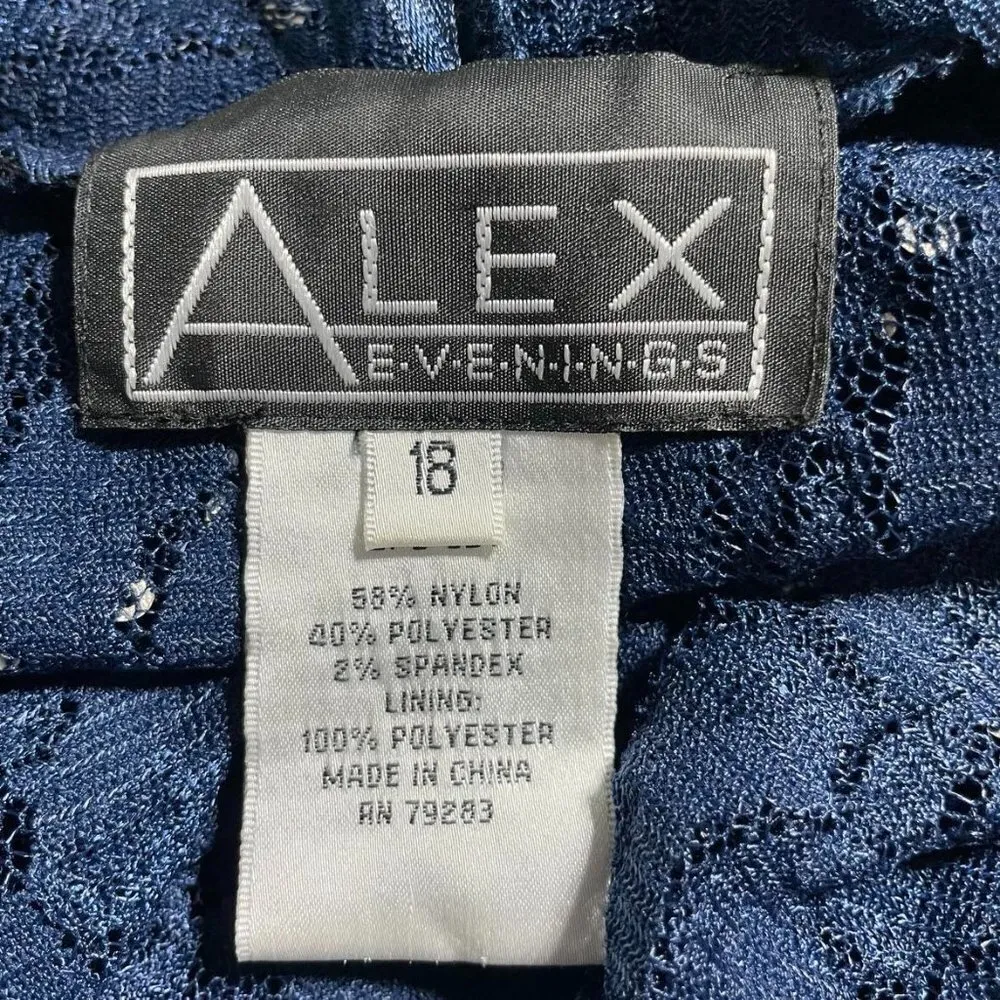 ALEX
E·V·E·N·I·N·G·S
18
58% NYLON
40% POLYESTER
2% SPANDEX
LINING:
100% POLYESTER
MADE IN CHINA
RN 79283